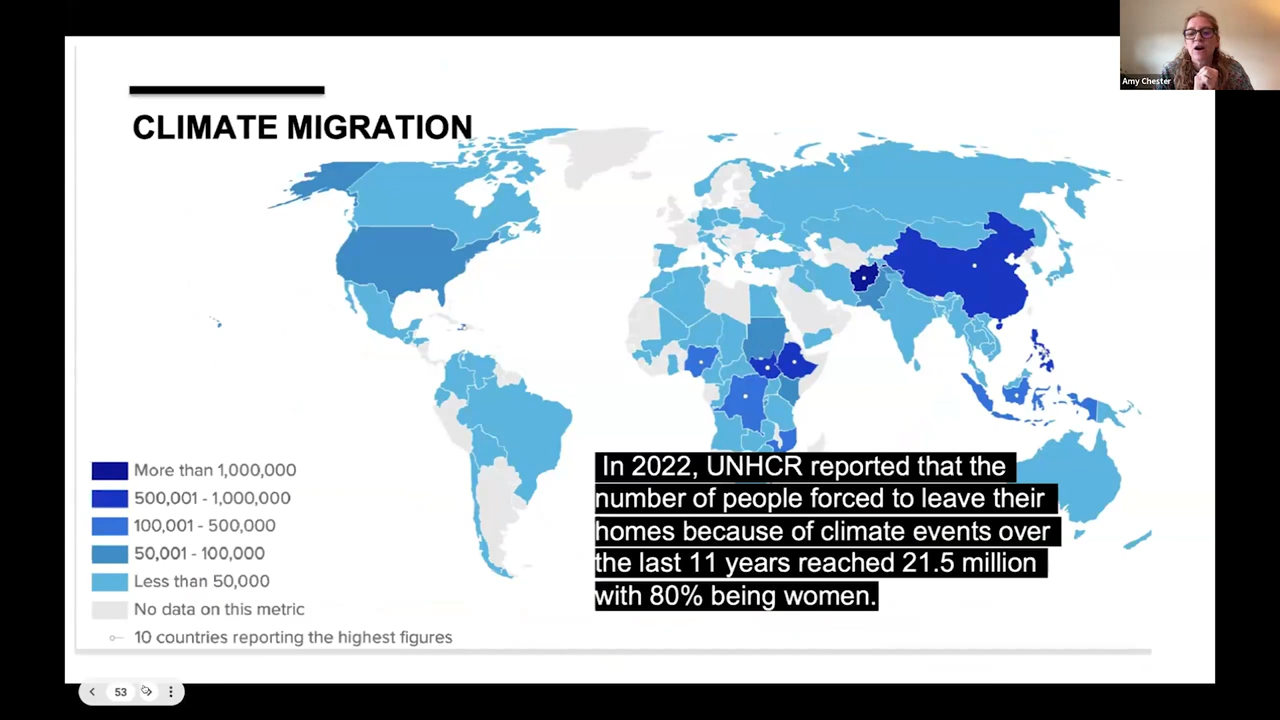 Amy Chester
CLIMATE MIGRATION
More than 1,000,000
500,001 - 1,000,000
100,001 - 500,000
50,001 - 100,000
Less than 50,000
No data on this metric
10 countries reporting the highest figures
In 2022, UNHCR reported that the
number of people forced to leave their
homes because of climate events over
the last 11 years reached 21.5 million
with 80% being women.
53